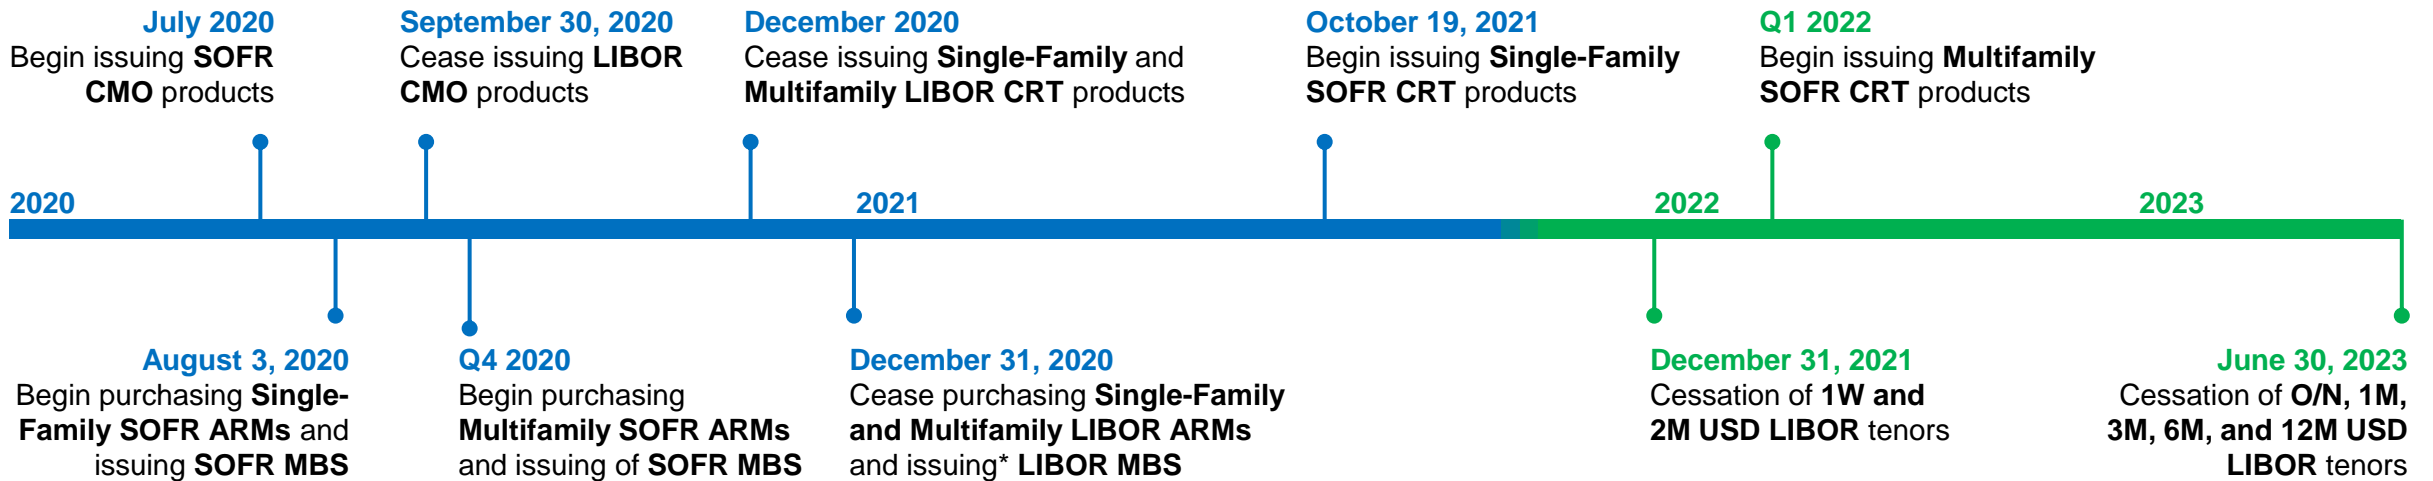 July 2020
Begin issuing SOFR
CMO products
September 30, 2020
Cease issuing LIBOR
CMO products
December 2020
Cease issuing Single-Family and
Multifamily LIBOR CRT products
October 19, 2021
Begin issuing Single-Family
SOFR CRT products
Q1 2022
Begin issuing Multifamily
SOFR CRT products
2020
2021
2022
2023
August 3, 2020
Begin purchasing Single-
Family SOFR ARMs and
issuing SOFR MBS
Q4 2020
Begin purchasing
Multifamily SOFR ARMs
and issuing of SOFR MBS
December 31, 2020
Cease purchasing Single-Family
and Multifamily LIBOR ARMs
and issuing* LIBOR MBS
December 31, 2021
Cessation of 1W and
2M USD LIBOR tenors
June 30, 2023
Cessation of O/N, 1M,
3M, 6M, and 12M USD
LIBOR tenors